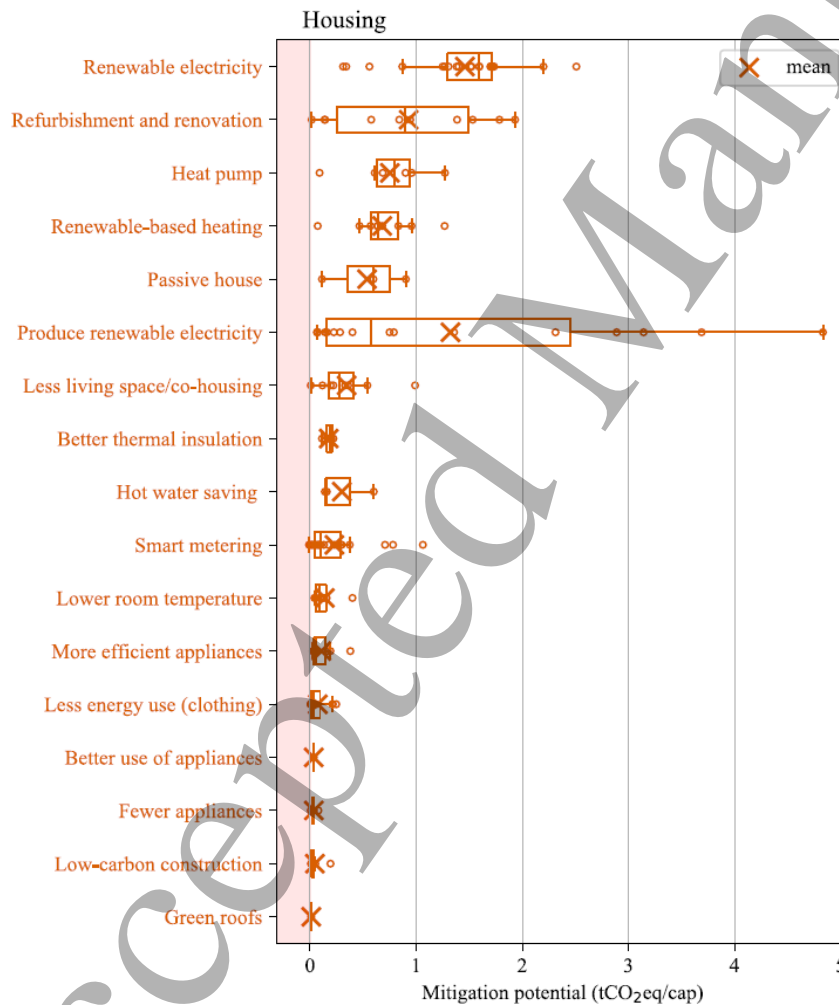 Housing
mean
Renewable electricity
Refurbishment and renovation
Heat pump
Renewable-based heating
Passive house
Produce renewable electricity
Less living space/co-housing
Better thermal insulation
Hot water saving
Smart metering
Lower room temperature
More efficient appliances
Less energy use (clothing)
Better use of appliances
Fewer appliances
Low-carbon construction
Green roofs
0 1 2 3 4 5
Mitigation potential (tCO₂eq/cap)
cepted Man